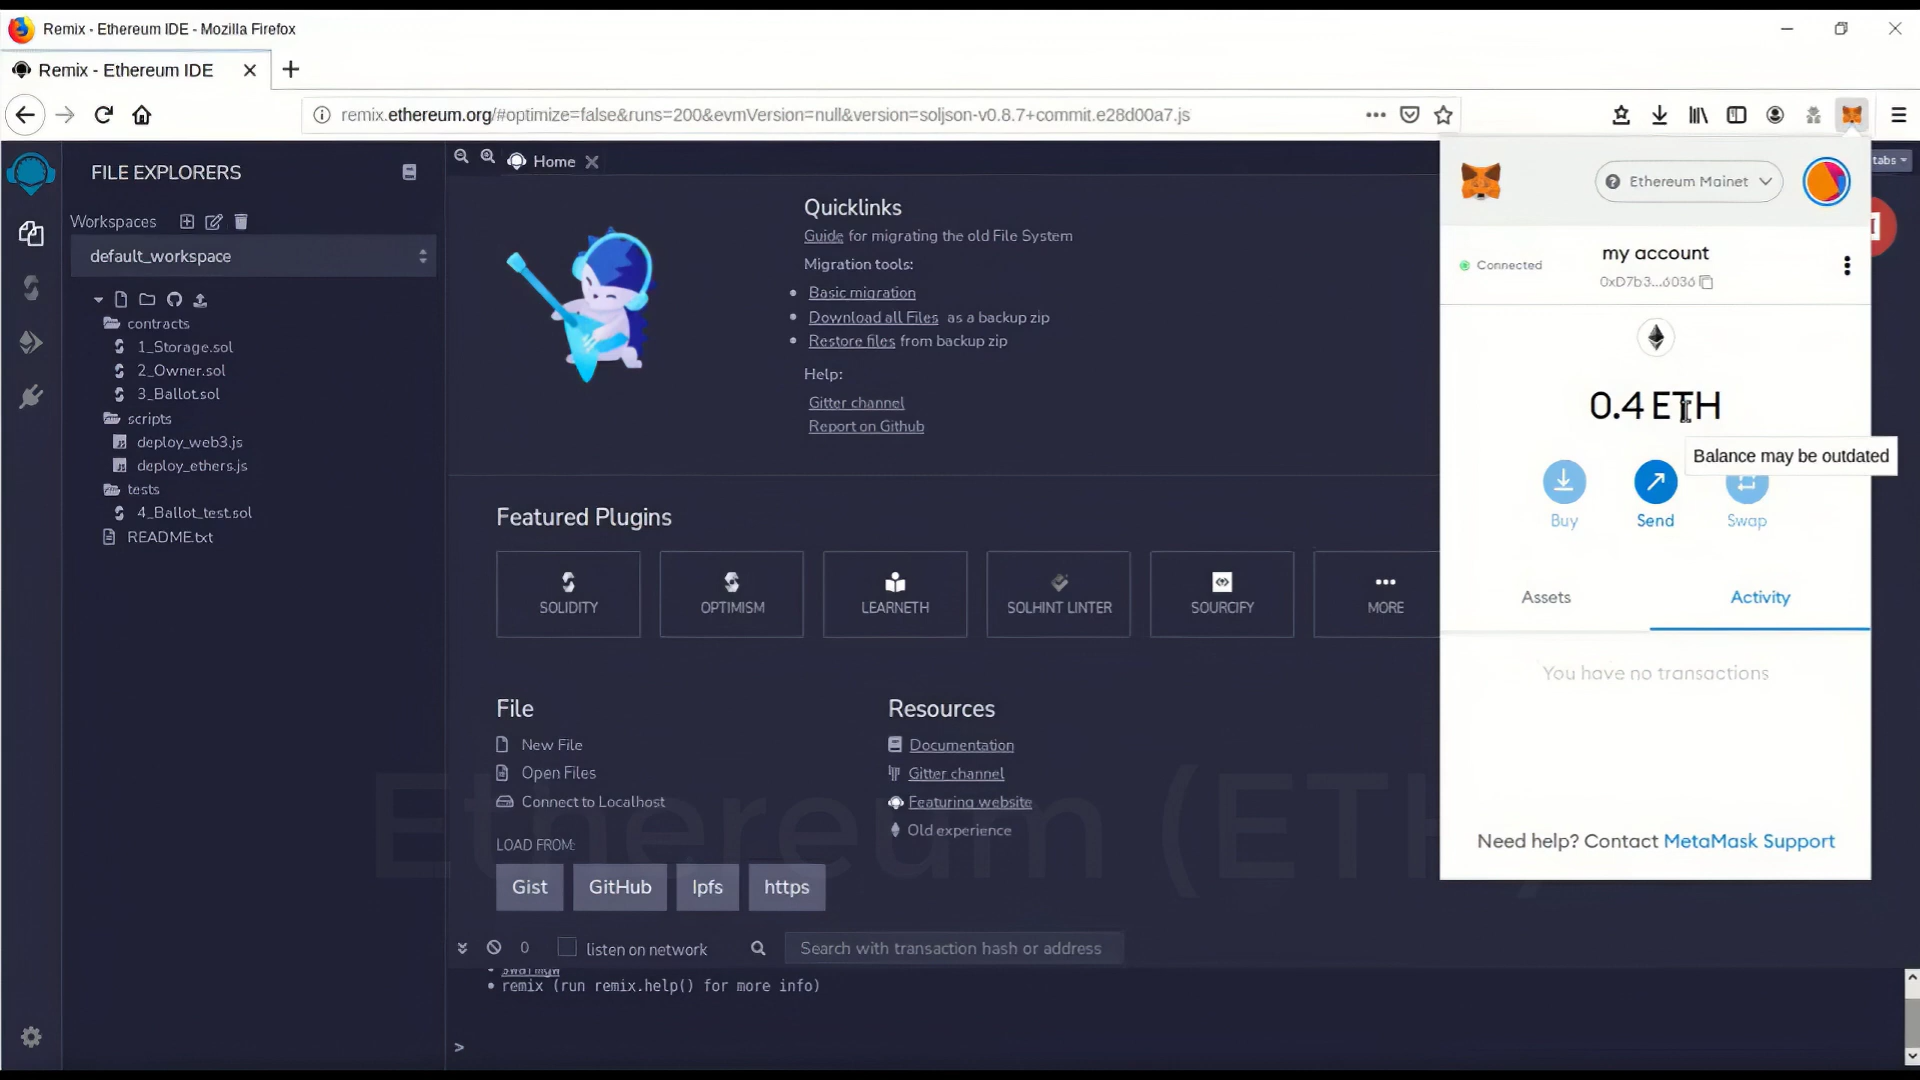 Remix - Ethereum IDE - Mozilla Firefox
Remix - Ethereum IDE
remix.ethereum.org/#optimize=false&runs=200&evmVersion=null&version=soljson-v0.8.7+commit.e28d00a7.js
FILE EXPLORERS
Workspaces
default_workspace
contracts
1_Storage.sol
2_Owner.sol
3_Ballot.sol
scripts
deploy_web3.js
deploy_ethers.js
tests
4_Ballot_test.sol
README.txt
Home
tabs
Quicklinks
Guide for migrating the old File System
Migration tools:
Basic migration
Download all Files as a backup zip
Restore files from backup zip
Help:
Gitter channel
Report on Github
Featured Plugins
SOLIDITY
OPTIMISM
LEARNETH
SOLHINT LINTER
SOURCIFY
MORE
File
New File
Open Files
Connect to Localhost
LOAD FROM:
Gist
GitHub
Ipfs
https
Resources
Documentation
Gitter channel
Featuring website
Old experience
Ethereum (ETH)
0
listen on network
Search with transaction hash or address
swarmgw
remix (run remix.help() for more info)
>
Ethereum Mainnet
Connected
my account
0xD7b3...6036
0.4 ETH
Balance may be outdated
Buy
Send
Swap
Assets
Activity
You have no transactions
Need help? Contact MetaMask Support